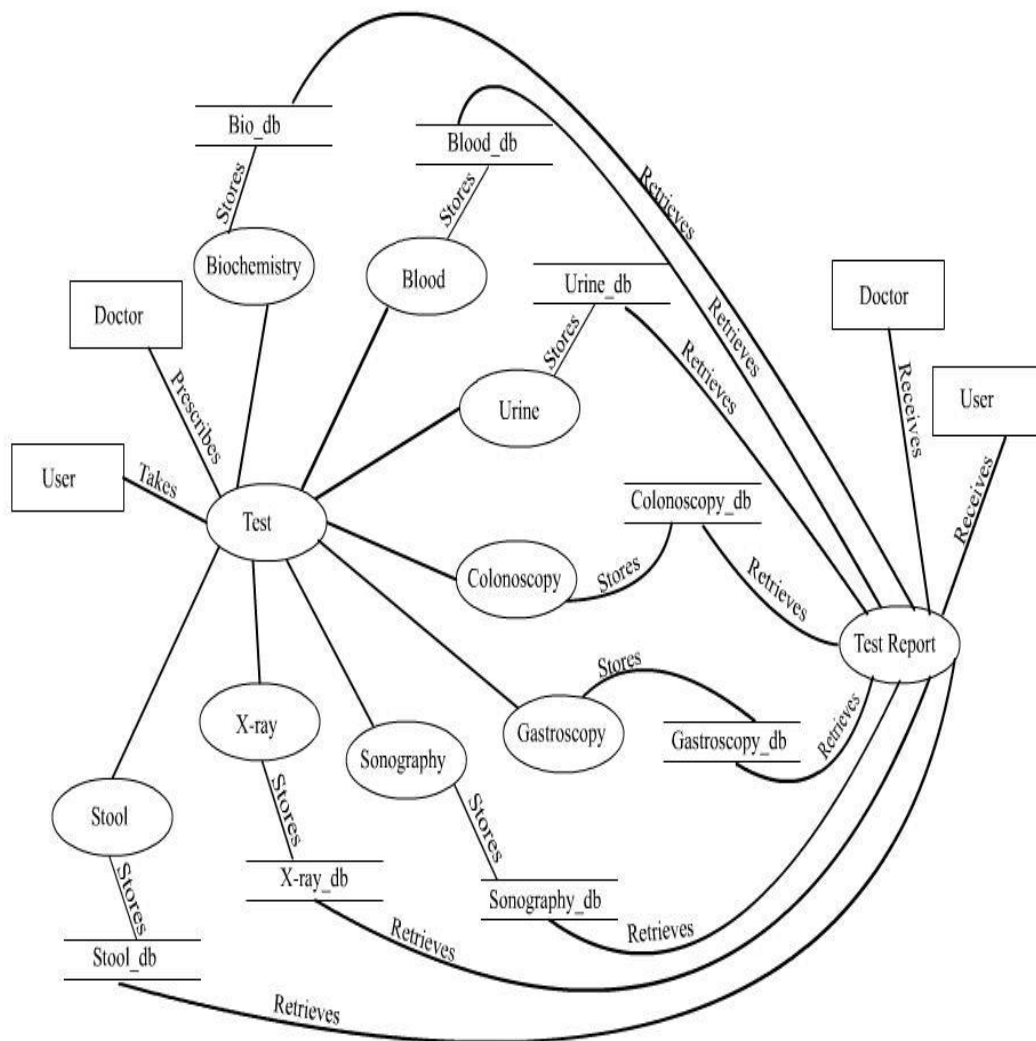 Bio_db
Blood_db
Stores
Stores
Retrieves
Biochemistry
Blood
Urine_db
Doctor
Doctor
Retrieves
Stores
Retrieves
Prescribes
Urine
Receives
User
User
Takes
Test
Colonoscopy_db
Receives
Colonoscopy
Stores
Retrieves
Test Report
Stores
X-ray
Sonography
Gastroscopy
Gastroscopy_db
Retrieves
Stool
Stores
Stores
Stores
X-ray_db
Sonography_db
Retrieves
Retrieves
Stool_db
Retrieves